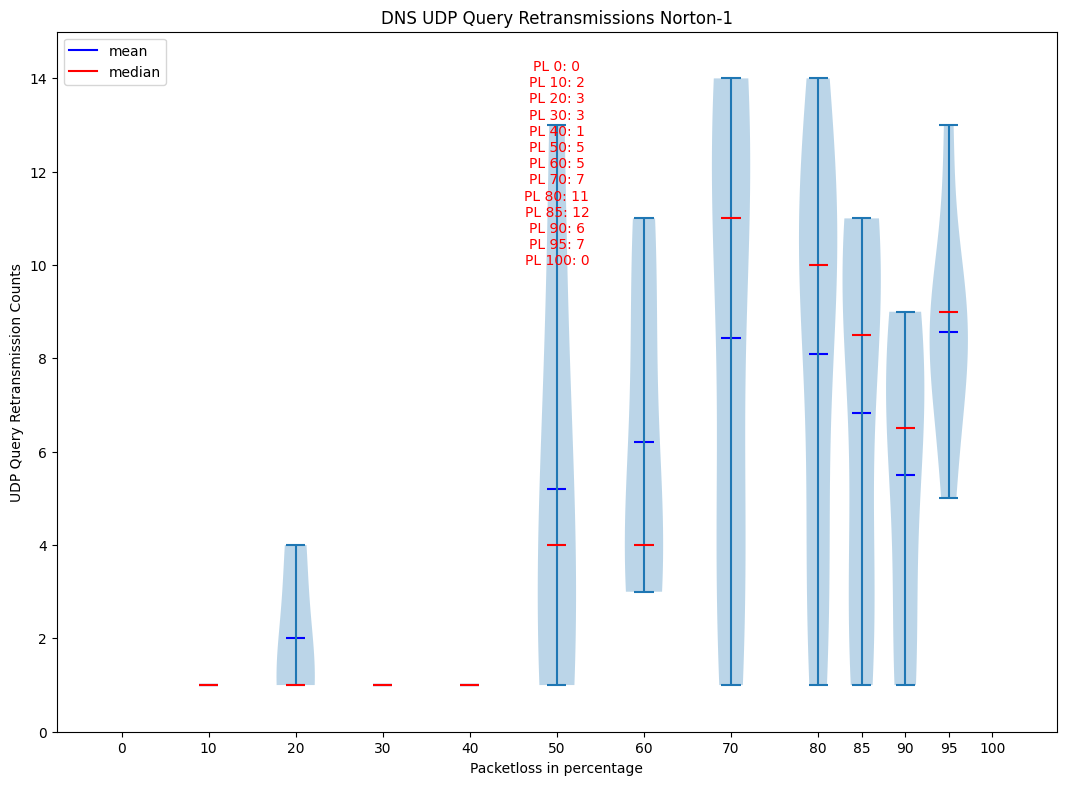 DNS UDP Query Retransmissions Norton-1
mean
median
PL 0: 0
PL 10: 2
PL 20: 3
PL 30: 3
PL 40: 1
PL 50: 5
PL 60: 5
PL 70: 7
PL 80: 11
PL 85: 12
PL 90: 6
PL 95: 7
PL 100: 0
UDP Query Retransmission Counts
14
12
10
8
6
4
2
0
0 10 20 30 40 50 60 70 80 85 90 95 100
Packetloss in percentage